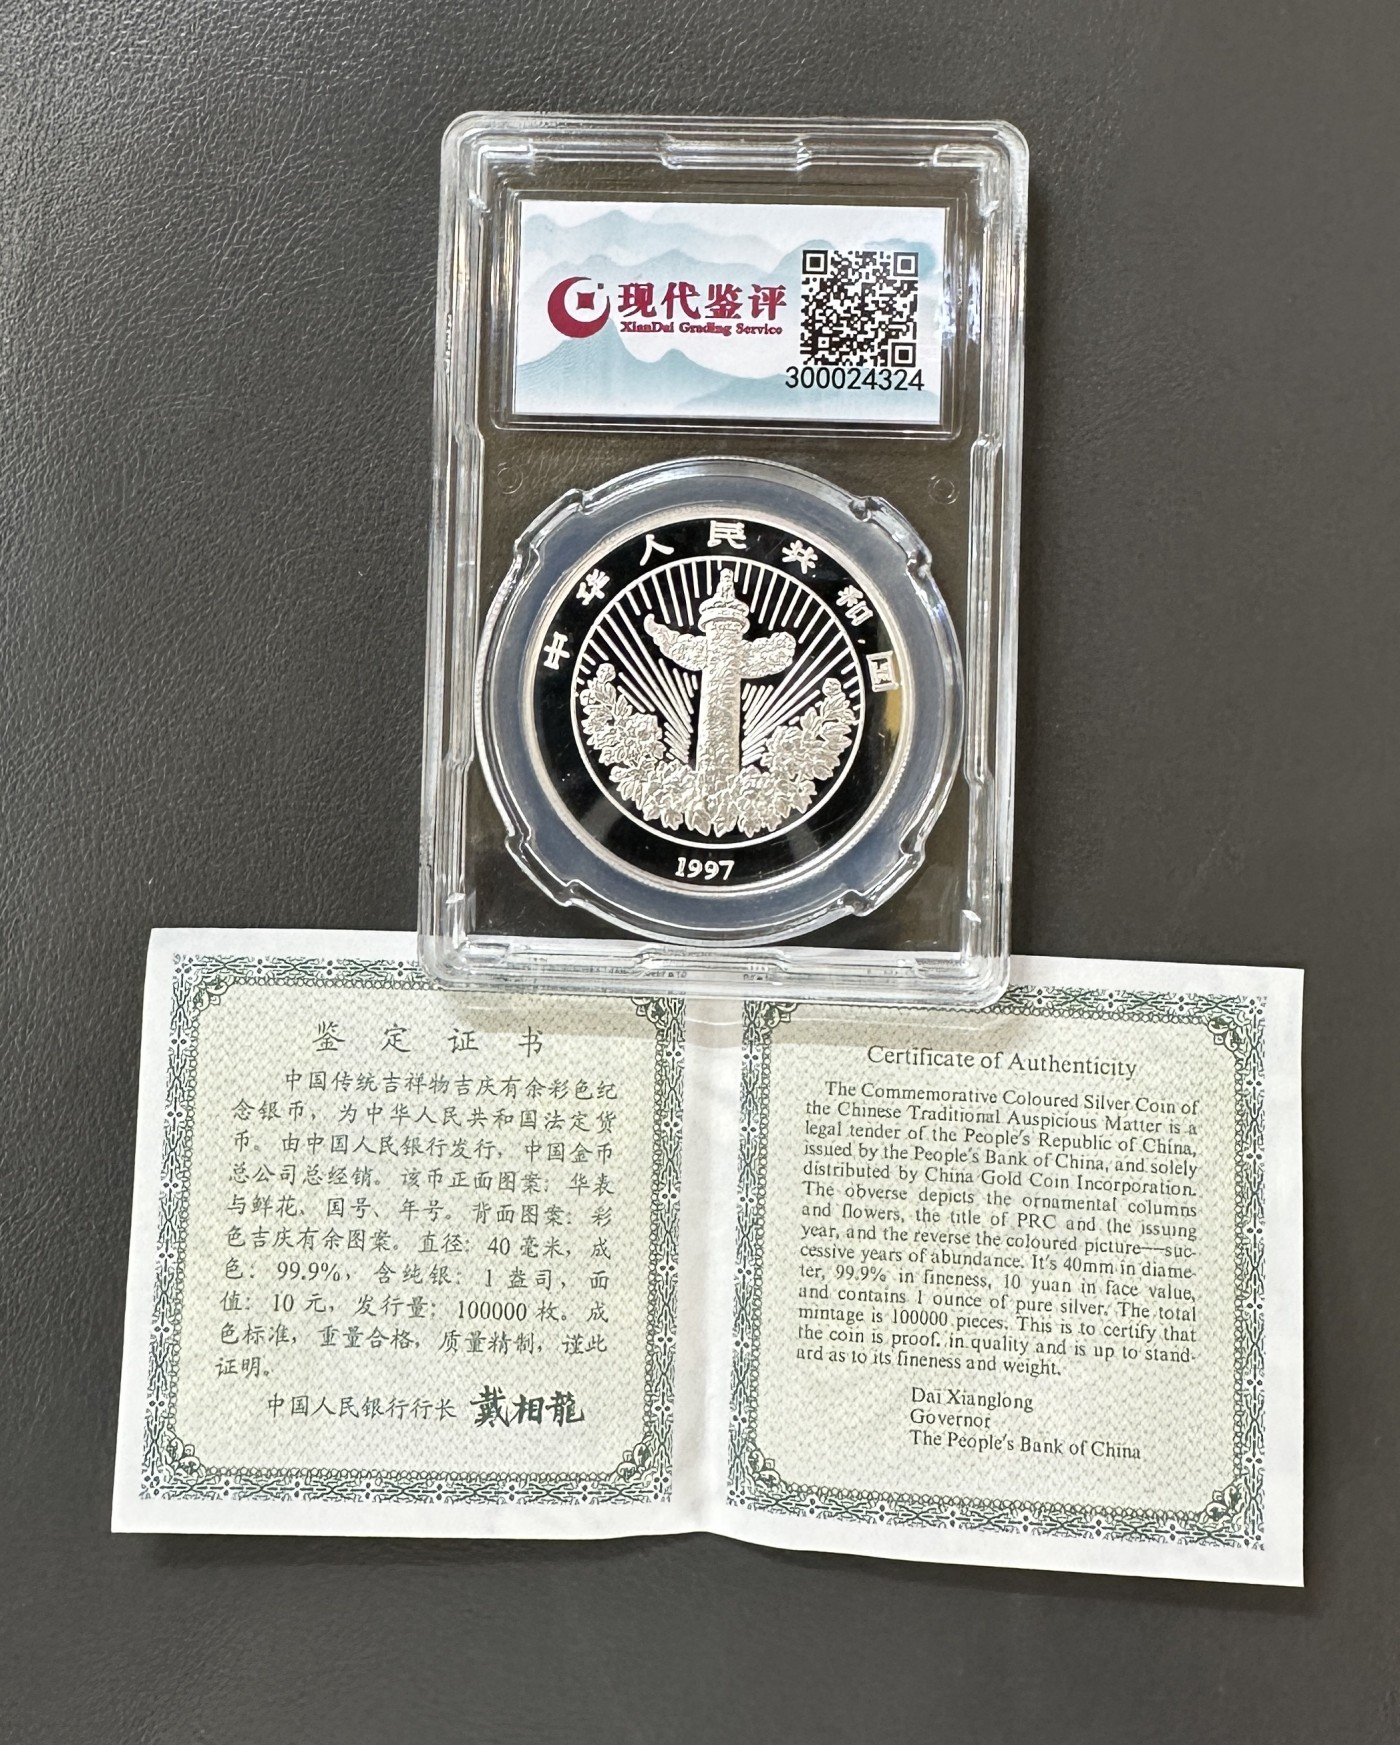 现代鉴评
XianDai Grading Service
300024324
中华人民共和国
1997
鉴定证书
中国传统吉祥物吉庆有余彩色纪
念银币，为中华人民共和国法定货
币。由中国人民银行发行，中国金币
总公司总经销。该币正面图案：华表
与鲜花、国号、年号。背面图案：彩
色吉庆有余图案。直径：40毫米，成
色：99.9%，含纯银：1盎司，面
值：10元，发行量：100000枚。成
色标准，重量合格，质量精制，谨此
证明。
中国人民银行行长 戴相龍
Certificate of Authenticity
The Commemorative Coloured Silver Coin of
the Chinese Traditional Auspicious Matter is a
legal tender of the People's Republic of China,
issued by the People's Bank of China, and solely
distributed by China Gold Coin Incorporation.
The obverse depicts the ornamental columns
and flowers, the title of PRC and the issuing
year, and the reverse the coloured picture—suc-
cessive years of abundance. It's 40mm in diame-
ter, 99.9% in fineness, 10 yuan in face value,
and contains 1 ounce of pure silver. The total
mintage is 100000 pieces. This is to certify that
the coin is proof. in quality and is up to stand-
ard as to its fineness and weight.
Dai Xianglong
Governor
The People's Bank of China